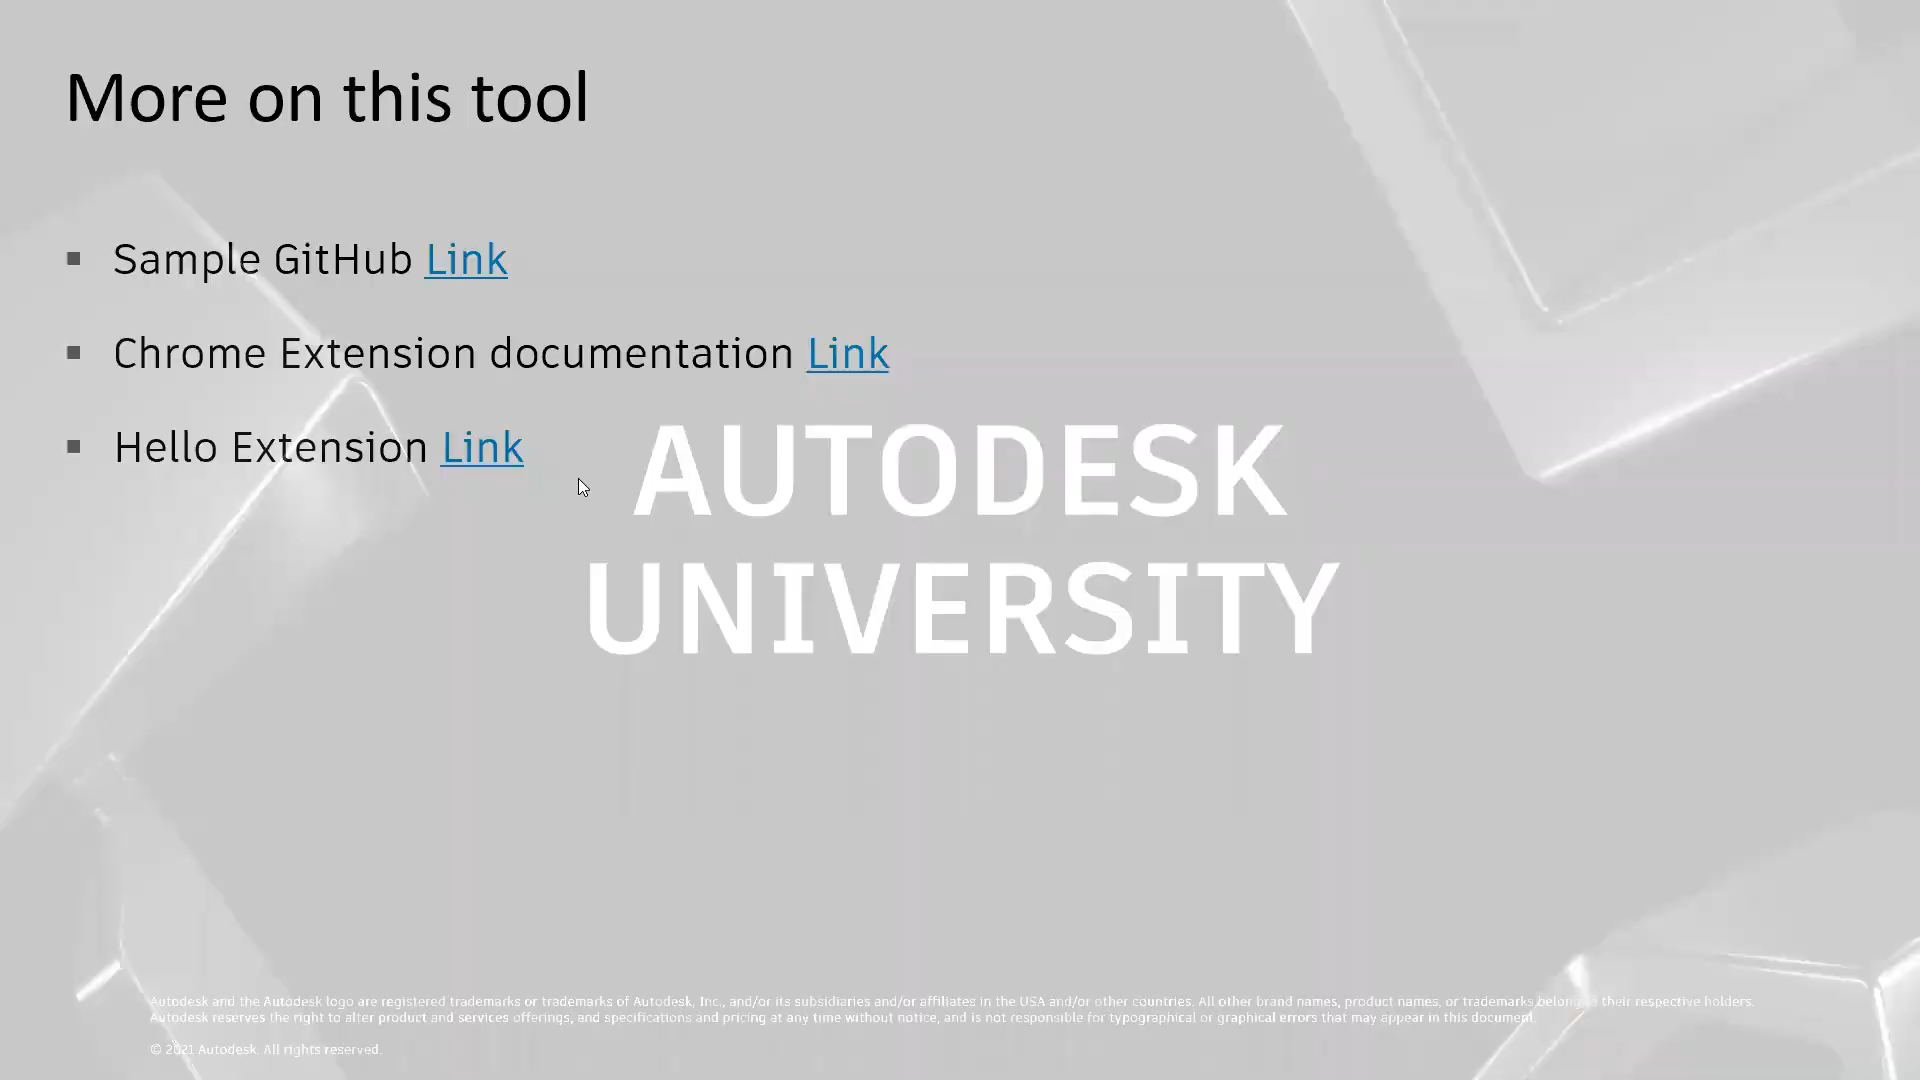 More on this tool
▪ Sample GitHub Link
▪ Chrome Extension documentation Link
▪ Hello Extension Link
AUTODESK
UNIVERSITY
Autodesk and the Autodesk logo are registered trademarks or trademarks of Autodesk, Inc., and/or its subsidiaries and/or affiliates in the USA and/or other countries. All other brand names, product names, or trademarks belong to their respective holders.
Autodesk reserves the right to alter product and services offerings, and specifications and pricing at any time without notice, and is not responsible for typographical or graphical errors that may appear in this document.
© 2021 Autodesk. All rights reserved.